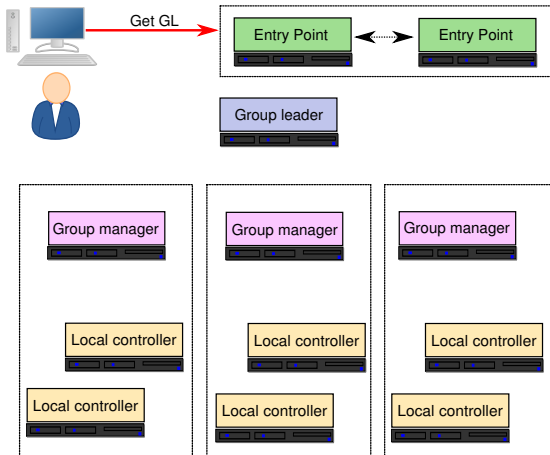 Get GL
Entry Point
Entry Point
Group leader
Group manager
Group manager
Group manager
Local controller
Local controller
Local controller
Local controller
Local controller
Local controller